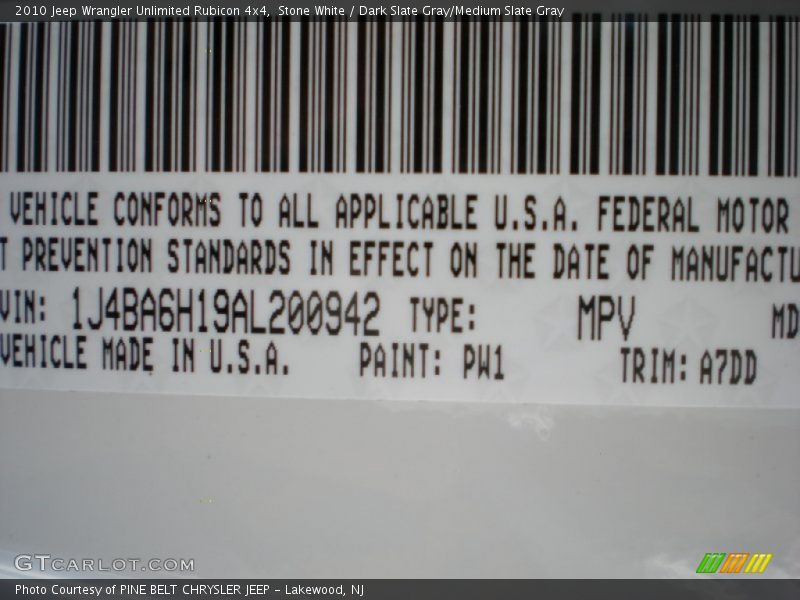 2010 Jeep Wrangler Unlimited Rubicon 4x4, Stone White / Dark Slate Gray/Medium Slate Gray
VEHICLE CONFORMS TO ALL APPLICABLE U.S.A. FEDERAL MOTOR
T PREVENTION STANDARDS IN EFFECT ON THE DATE OF MANUFACTU
VIN: 1J4BA6H19AL200942 TYPE: MPV MD
VEHICLE MADE IN U.S.A. PAINT: PW1 TRIM: A7DD
GTCARLOT.COM
Photo Courtesy of PINE BELT CHRYSLER JEEP - Lakewood, NJ